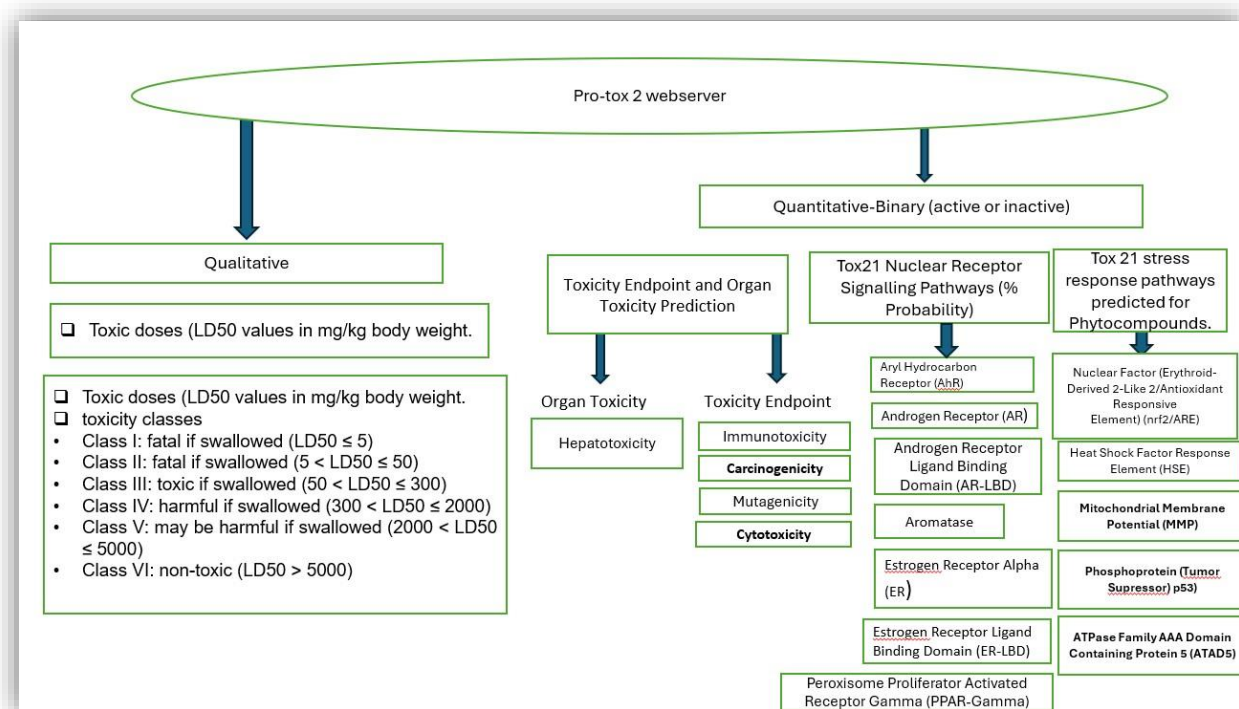 Pro-tox 2 webserver
Quantitative-Binary (active or inactive)
Qualitative
❑ Toxic doses (LD50 values in mg/kg body weight.
❑ Toxic doses (LD50 values in mg/kg body weight.
❑ toxicity classes
• Class I: fatal if swallowed (LD50 ≤ 5)
• Class II: fatal if swallowed (5 < LD50 ≤ 50)
• Class III: toxic if swallowed (50 < LD50 ≤ 300)
• Class IV: harmful if swallowed (300 < LD50 ≤ 2000)
• Class V: may be harmful if swallowed (2000 < LD50
≤ 5000)
• Class VI: non-toxic (LD50 > 5000)
Toxicity Endpoint and Organ
Toxicity Prediction
Organ Toxicity
Hepatotoxicity
Toxicity Endpoint
Immunotoxicity
Carcinogenicity
Mutagenicity
Cytotoxicity
Tox21 Nuclear Receptor
Signalling Pathways (%
Probability)
Aryl Hydrocarbon
Receptor (AhR)
Androgen Receptor (AR)
Androgen Receptor
Ligand Binding
Domain (AR-LBD)
Aromatase
Estrogen Receptor Alpha
(ER)
Estrogen Receptor Ligand
Binding Domain (ER-LBD)
Peroxisome Proliferator Activated
Receptor Gamma (PPAR-Gamma)
Tox 21 stress
response pathways
predicted for
Phytocompounds.
Nuclear Factor (Erythroid-
Derived 2-Like 2/Antioxidant
Responsive
Element) (nrf2/ARE)
Heat Shock Factor Response
Element (HSE)
Mitochondrial Membrane
Potential (MMP)
Phosphoprotein (Tumor
Supressor) p53)
ATPase Family AAA Domain
Containing Protein 5 (ATAD5)